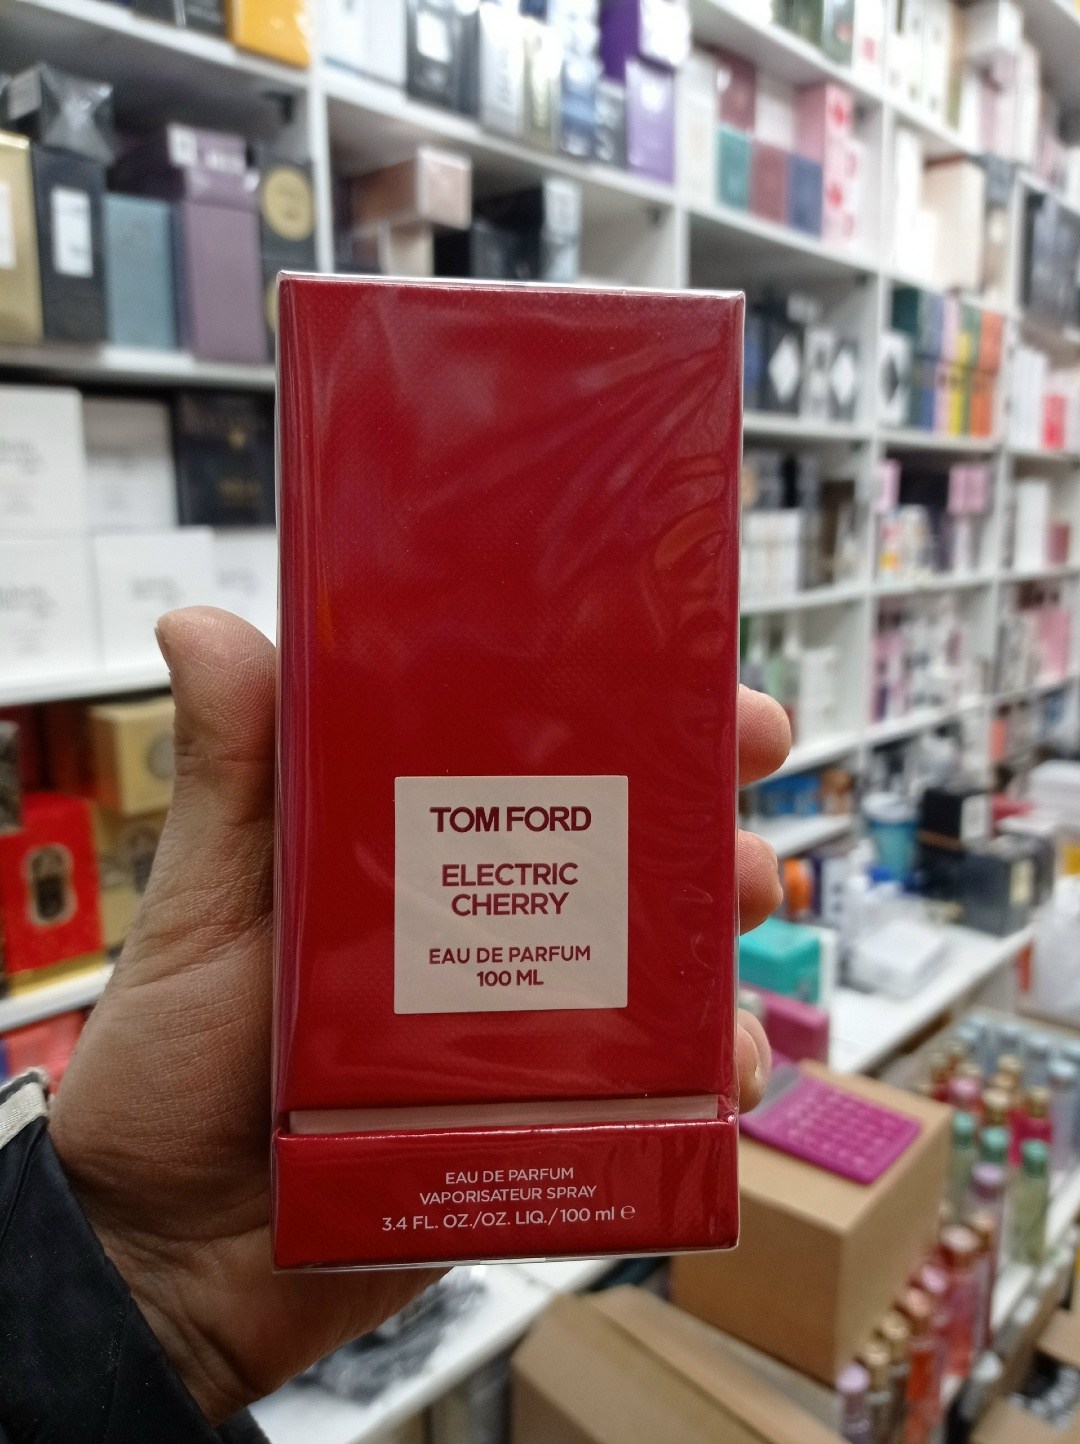 TOM FORD
ELECTRIC
CHERRY
EAU DE PARFUM
100 ML
EAU DE PARFUM
VAPORISATEUR SPRAY
3.4 FL. OZ./OZ. LIQ./100 ml ℮